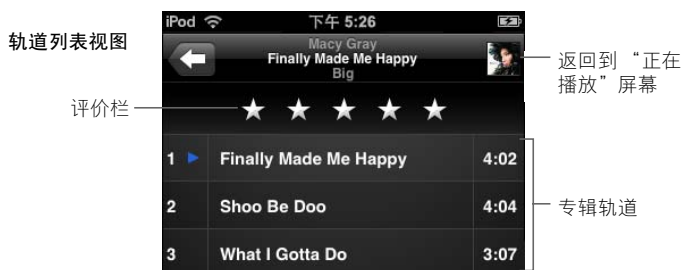 轨道列表视图
iPod 下午 5:26
Macy Gray
Finally Made Me Happy
Big
返回到 “正在
播放”屏幕
评价栏
1 Finally Made Me Happy 4:02
2 Shoo Be Doo 4:04
专辑轨道
3 What I Gotta Do 3:07